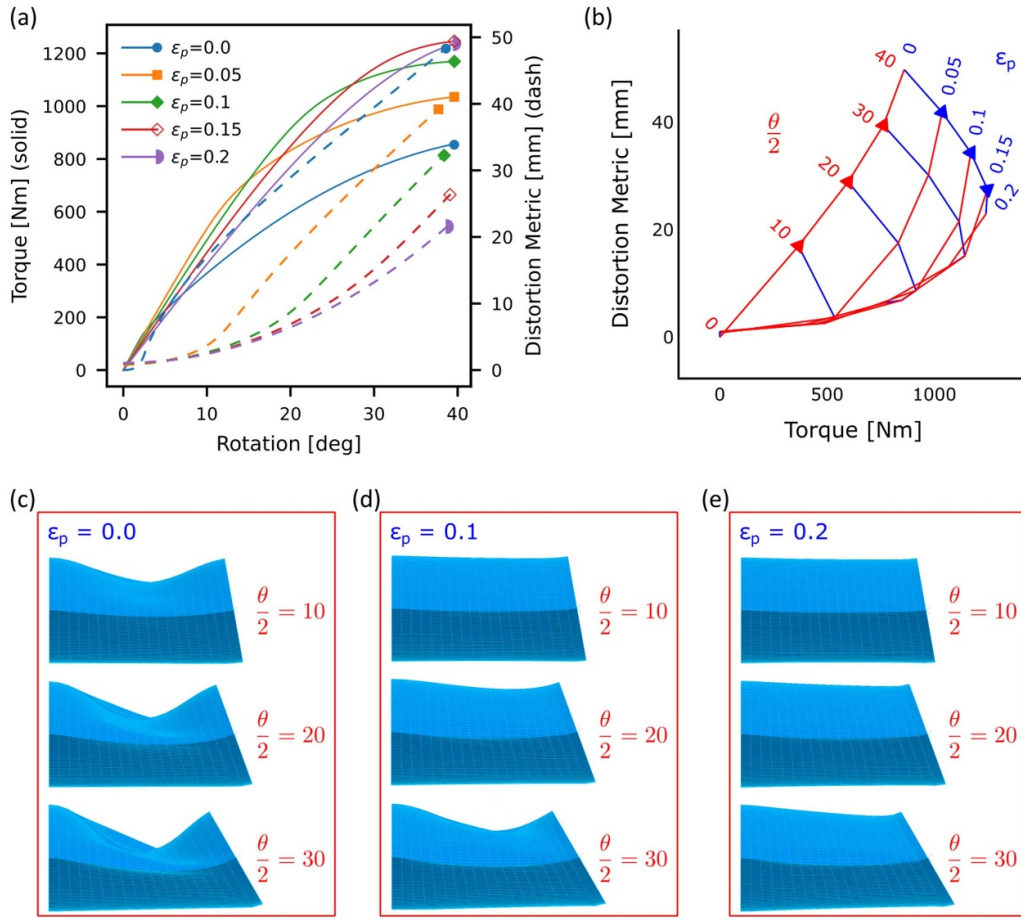 (a)
Torque [Nm] (solid)
1200
1000
800
600
400
200
0
εp=0.0
εp=0.05
εp=0.1
εp=0.15
εp=0.2
50
40
30
20
10
0
Distortion Metric [mm] (dash)
0 10 20 30 40
Rotation [deg]
(b)
Distortion Metric [mm]
40
20
0
0 500 1000
Torque [Nm]
θ/2
40
30
20
10
0
εp
0
0.05
0.1
0.15
0.2
(c)
εp = 0.0
θ/2 = 10
θ/2 = 20
θ/2 = 30
(d)
εp = 0.1
θ/2 = 10
θ/2 = 20
θ/2 = 30
(e)
εp = 0.2
θ/2 = 10
θ/2 = 20
θ/2 = 30